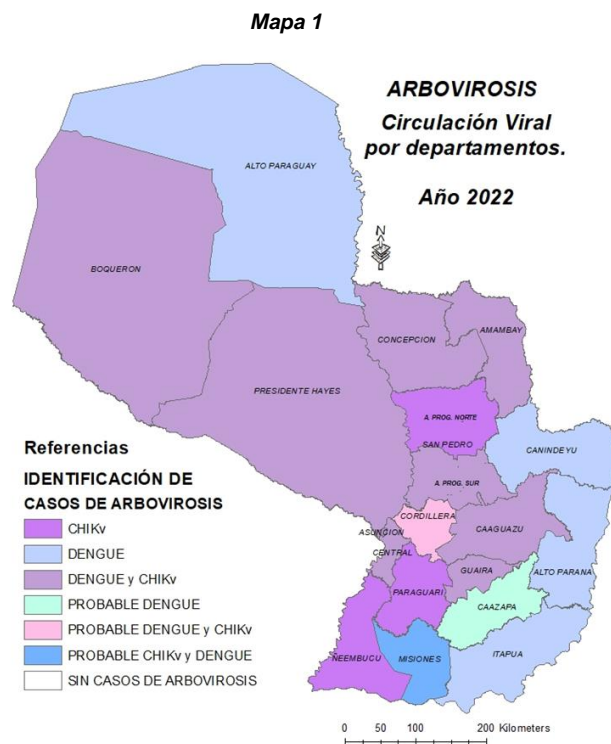 Mapa 1
ARBOVIROSIS
Circulación Viral
por departamentos.
Año 2022
N
ALTO PARAGUAY
BOQUERON
CONCEPCION
AMAMBAY
PRESIDENTE HAYES
A. PROG. NORTE
SAN PEDRO
CANINDEYU
A. PROG. SUR
CORDILLERA
ASUNCION
CAAGUAZU
CENTRAL
GUAIRA
ALTO PARANA
PARAGUARI
CAAZAPA
ÑEEMBUCU
MISIONES
ITAPUA
Referencias
IDENTIFICACIÓN DE
CASOS DE ARBOVIROSIS
CHIKv
DENGUE
DENGUE y CHIKv
PROBABLE DENGUE
PROBABLE DENGUE y CHIKv
PROBABLE CHIKv y DENGUE
SIN CASOS DE ARBOVIROSIS
0 50 100 200 Kilometers